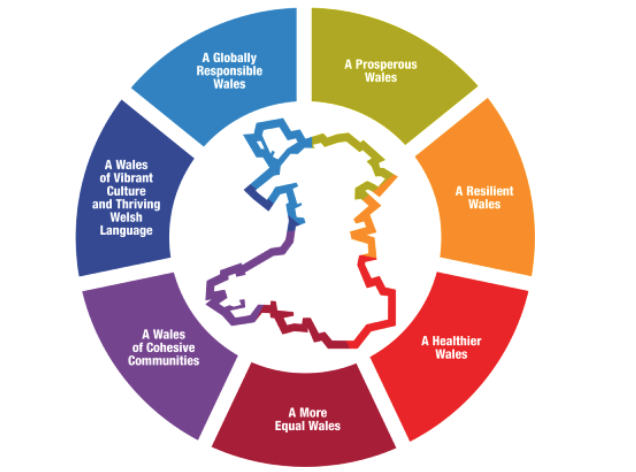 A Globally
Responsible
Wales
A Prosperous
Wales
A Resilient
Wales
A Healthier
Wales
A More
Equal Wales
A Wales
of Cohesive
Communities
A Wales
of Vibrant
Culture
and Thriving
Welsh
Language